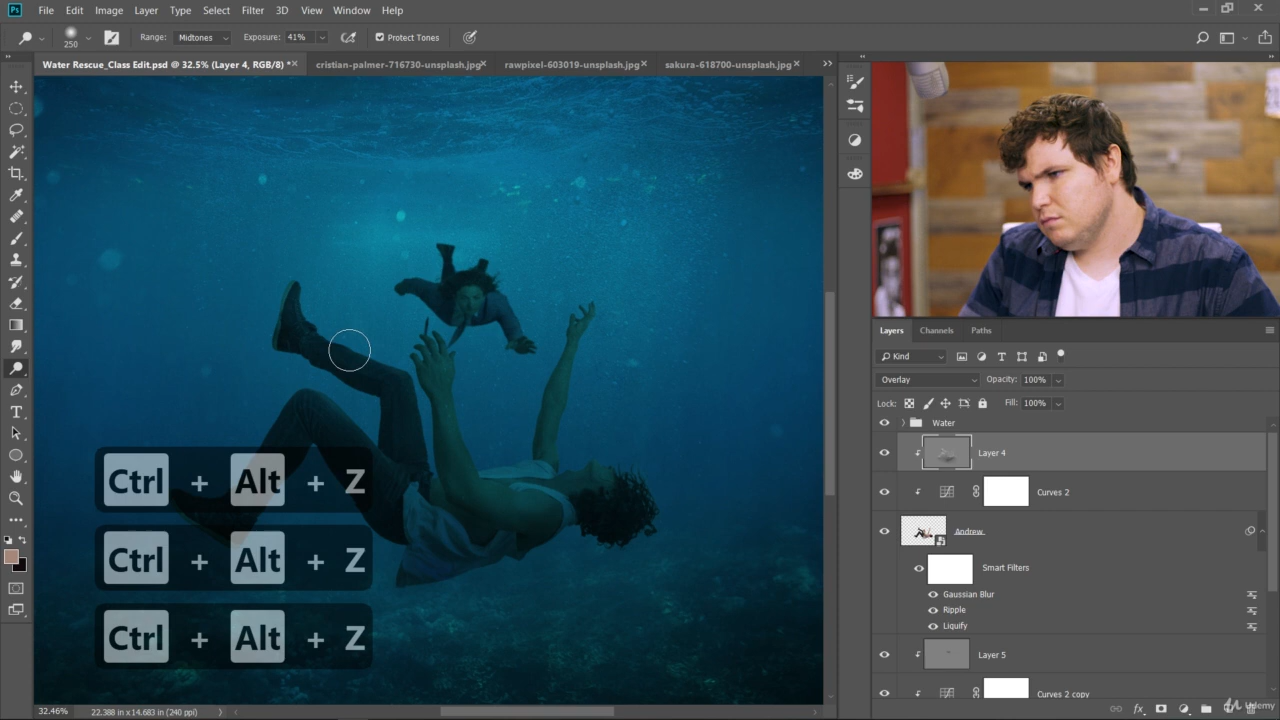 Ps File Edit Image Layer Type Select Filter 3D View Window Help
250 Range: Midtones Exposure: 41% Protect Tones
Water Rescue_Class Edit.psd @ 32.5% (Layer 4, RGB/8) * cristian-palmer-716730-unsplash.jpg rawpixel-603019-unsplash.jpg sakura-618700-unsplash.jpg
Layers Channels Paths
Kind
Overlay Opacity: 100%
Lock: Fill: 100%
Water
Layer 4
Curves 2
Andrew
Smart Filters
Gaussian Blur
Ripple
Liquify
Layer 5
Curves 2 copy
Ctrl + Alt + Z
Ctrl + Alt + Z
Ctrl + Alt + Z
32.46% 22.388 in x 14.683 in (240 ppi)
fx
Udemy